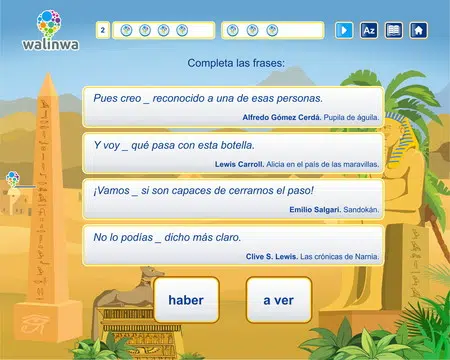 walinwa
2
Az
Completa las frases:
Pues creo _ reconocido a una de esas personas.
Alfredo Gómez Cerdá. Pupila de águila.
Y voy _ qué pasa con esta botella.
Lewis Carroll. Alicia en el país de las maravillas.
¡Vamos _ si son capaces de cerrarnos el paso!
Emilio Salgari. Sandokán.
No lo podías _ dicho más claro.
Clive S. Lewis. Las crónicas de Narnia.
haber
a ver